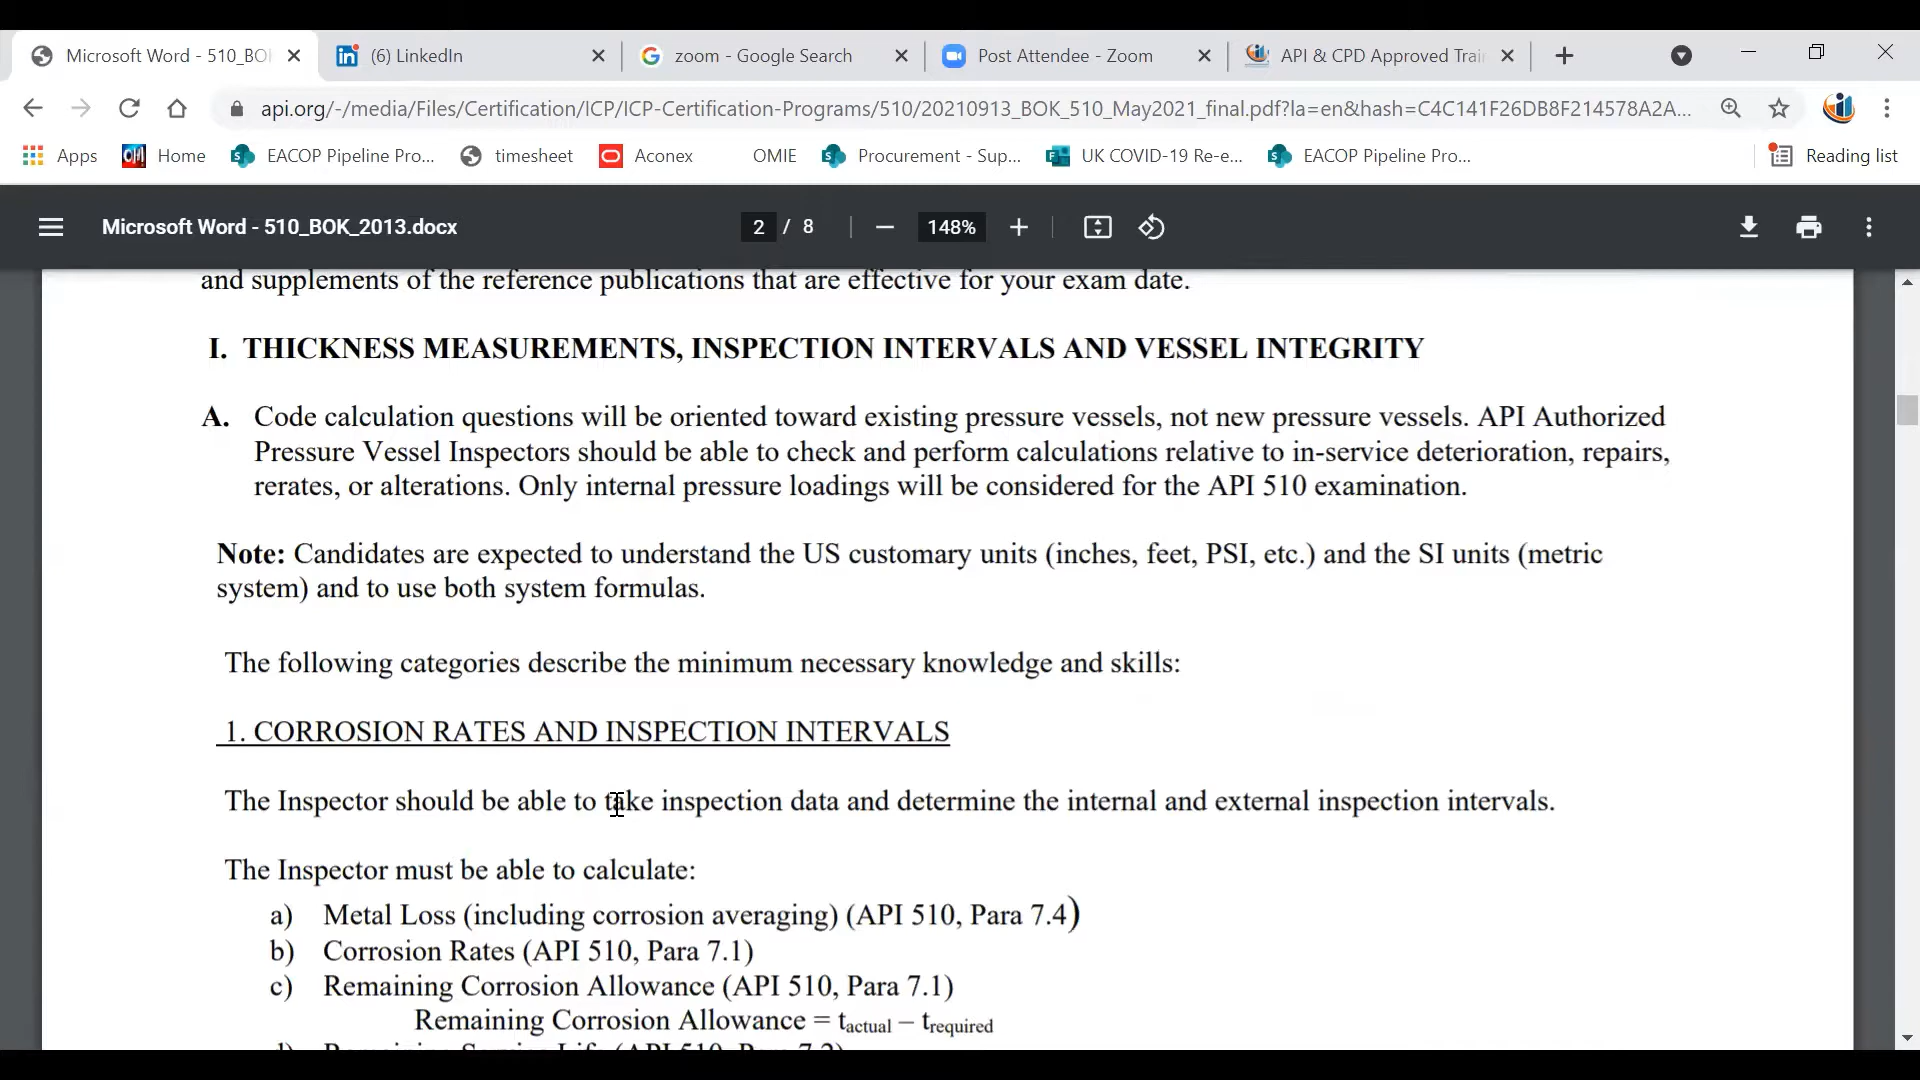 Microsoft Word - 510_BO
(6) LinkedIn
zoom - Google Search
Post Attendee - Zoom
API & CPD Approved Trai
api.org/-/media/Files/Certification/ICP/ICP-Certification-Programs/510/20210913_BOK_510_May2021_final.pdf?la=en&hash=C4C141F26DB8F214578A2A...
Apps
Home
EACOP Pipeline Pro...
timesheet
Aconex
OMIE
Procurement - Sup...
UK COVID-19 Re-e...
EACOP Pipeline Pro...
Reading list
Microsoft Word - 510_BOK_2013.docx
2 / 8
148%
and supplements of the reference publications that are effective for your exam date.
I. THICKNESS MEASUREMENTS, INSPECTION INTERVALS AND VESSEL INTEGRITY
A. Code calculation questions will be oriented toward existing pressure vessels, not new pressure vessels. API Authorized
Pressure Vessel Inspectors should be able to check and perform calculations relative to in-service deterioration, repairs,
rerates, or alterations. Only internal pressure loadings will be considered for the API 510 examination.
Note: Candidates are expected to understand the US customary units (inches, feet, PSI, etc.) and the SI units (metric
system) and to use both system formulas.
The following categories describe the minimum necessary knowledge and skills:
1. CORROSION RATES AND INSPECTION INTERVALS
The Inspector should be able to take inspection data and determine the internal and external inspection intervals.
The Inspector must be able to calculate:
a) Metal Loss (including corrosion averaging) (API 510, Para 7.4)
b) Corrosion Rates (API 510, Para 7.1)
c) Remaining Corrosion Allowance (API 510, Para 7.1)
Remaining Corrosion Allowance = tactual – trequired
d) Remaining Service Life (API 510, Para 7.2)